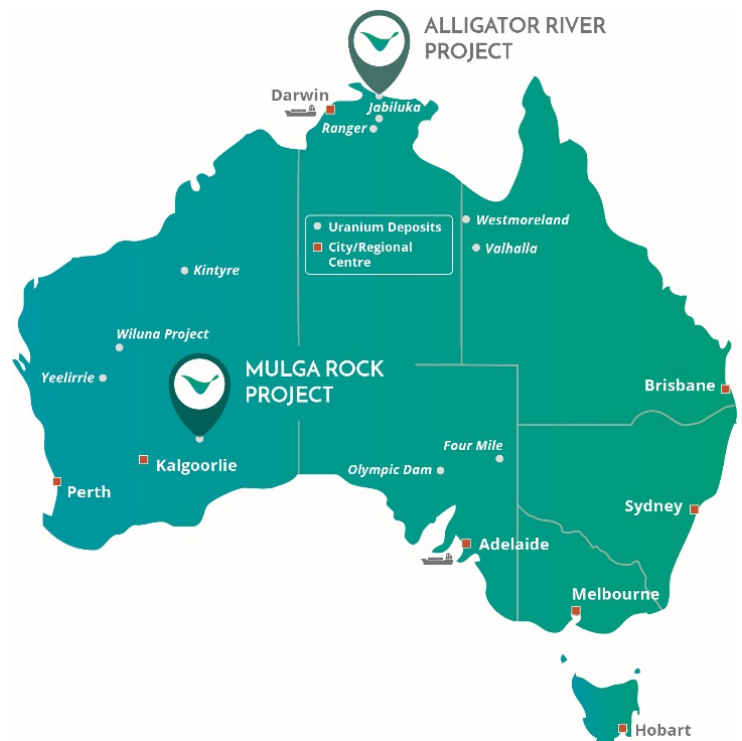 ALLIGATOR RIVER
PROJECT
Darwin
Jabiluka
Ranger
Westmoreland
Uranium Deposits
City/Regional
Centre
Valhalla
Kintyre
Wiluna Project
Yeelirrie
MULGA ROCK
PROJECT
Brisbane
Four Mile
Kalgoorlie
Olympic Dam
Perth
Sydney
Adelaide
Melbourne
Hobart